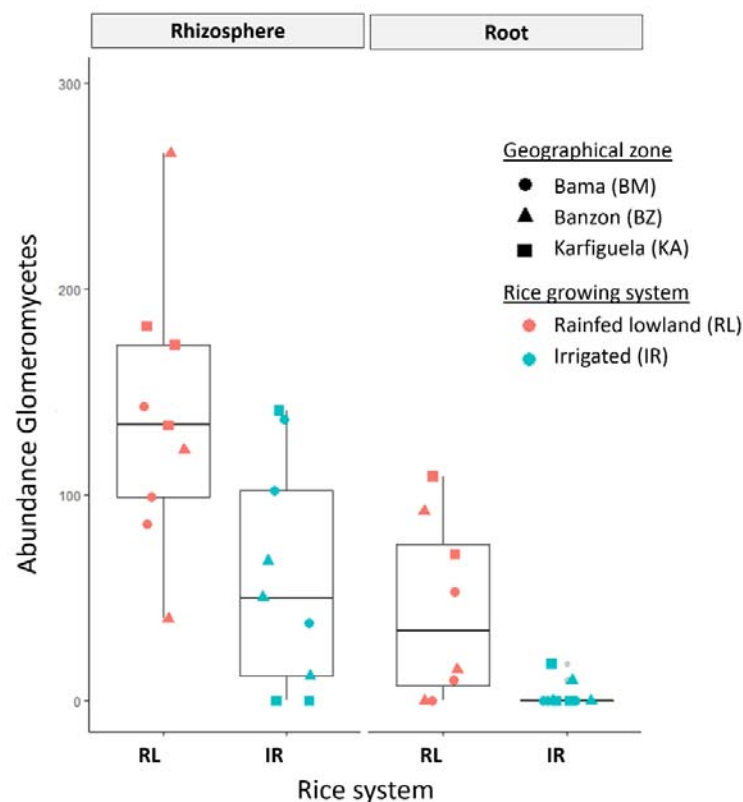 Rhizosphere
Root
300
200
100
0
Abundance Glomeromycetes
Geographical zone
Bama (BM)
Banzon (BZ)
Karfiguela (KA)
Rice growing system
Rainfed lowland (RL)
Irrigated (IR)
RL
IR
RL
IR
Rice system